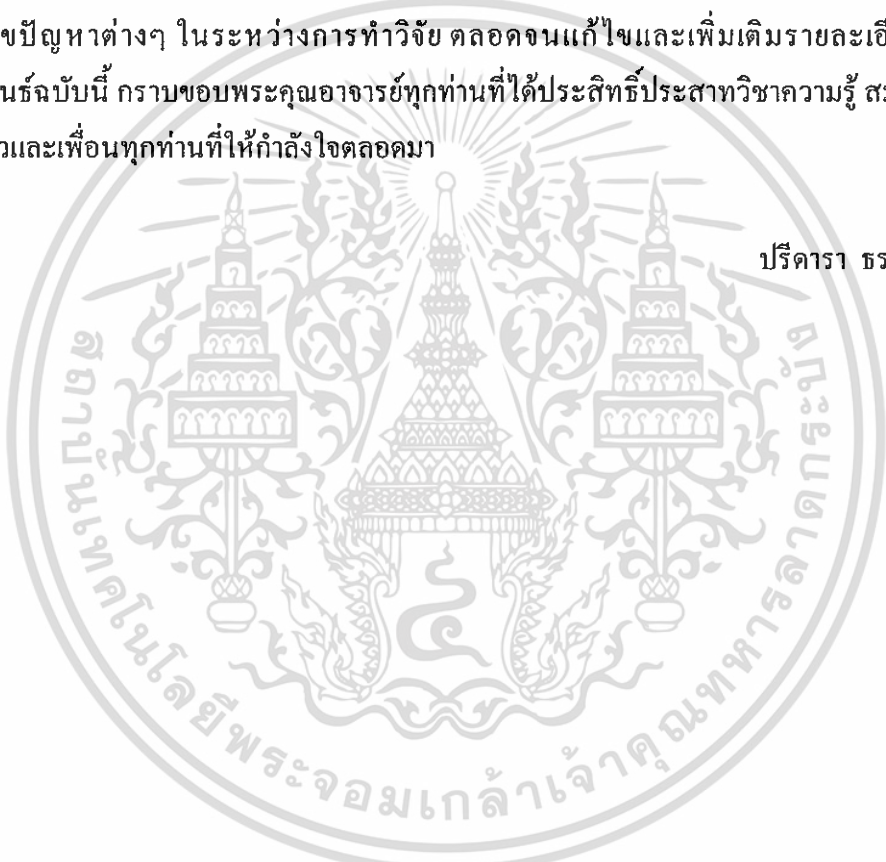 ขปัญหาต่างๆ ในระหว่างการทำวิจัย ตลอดจนแก้ไขและเพิ่มเติมรายละเอี
นธ์ฉบับนี้ กราบขอบพระคุณอาจารย์ทุกท่านที่ได้ประสิทธิ์ประสาทวิชาความรู้ ส
วและเพื่อนทุกท่านที่ให้กำลังใจตลอดมา
ปรีดารา ธร
สถาบันเทคโนโลยีพระจอมเกล้าเจ้าคุณทหารลาดกระบัง
๔